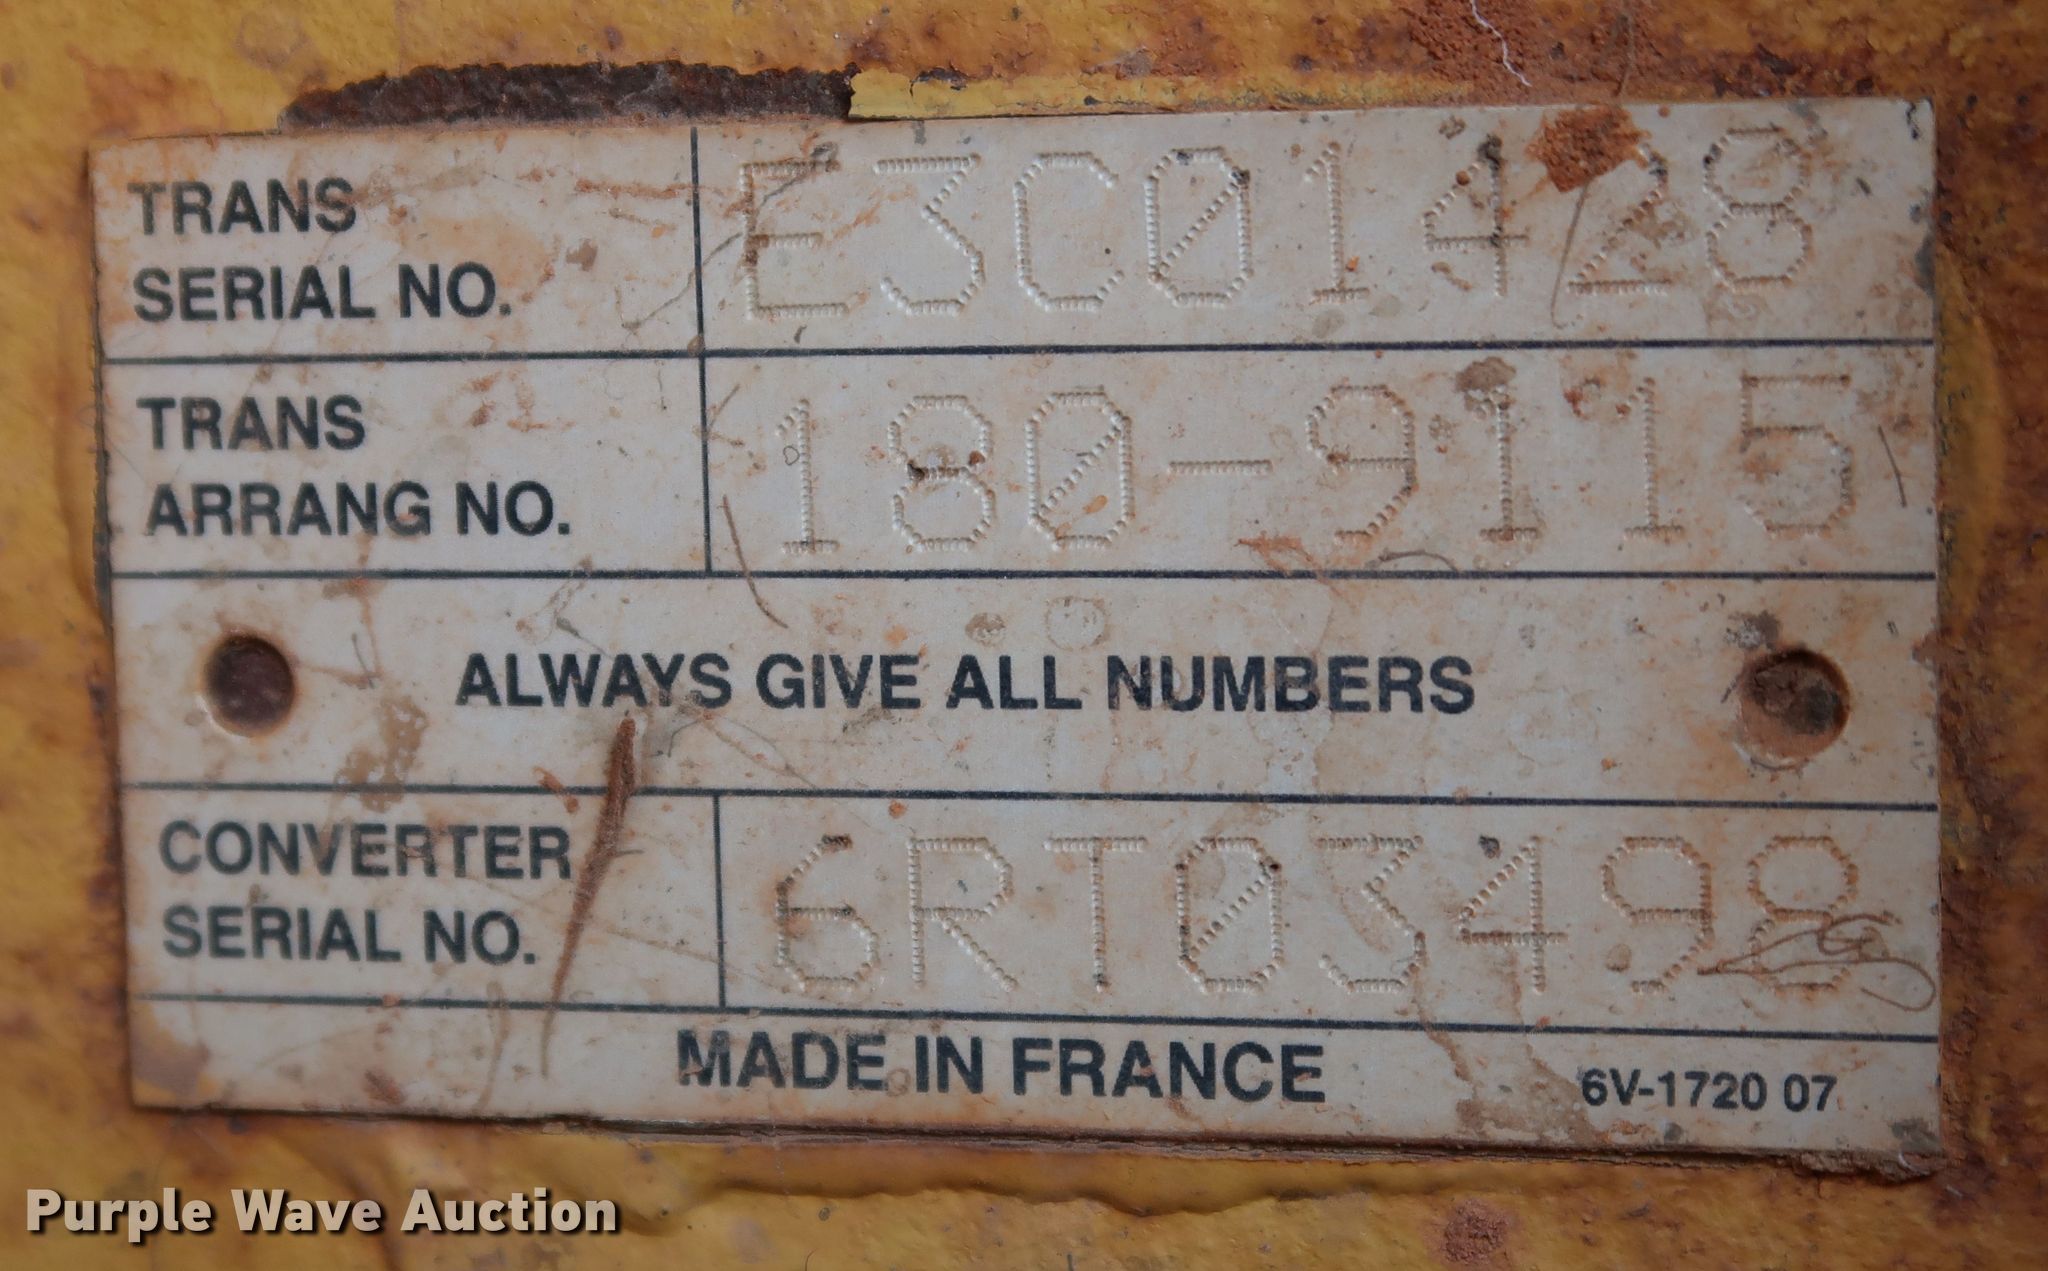 TRANS
SERIAL NO.
E3C01428
TRANS
ARRANG NO.
180-9115
ALWAYS GIVE ALL NUMBERS
CONVERTER
SERIAL NO.
6RT03498
MADE IN FRANCE
6V-1720 07
Purple Wave Auction